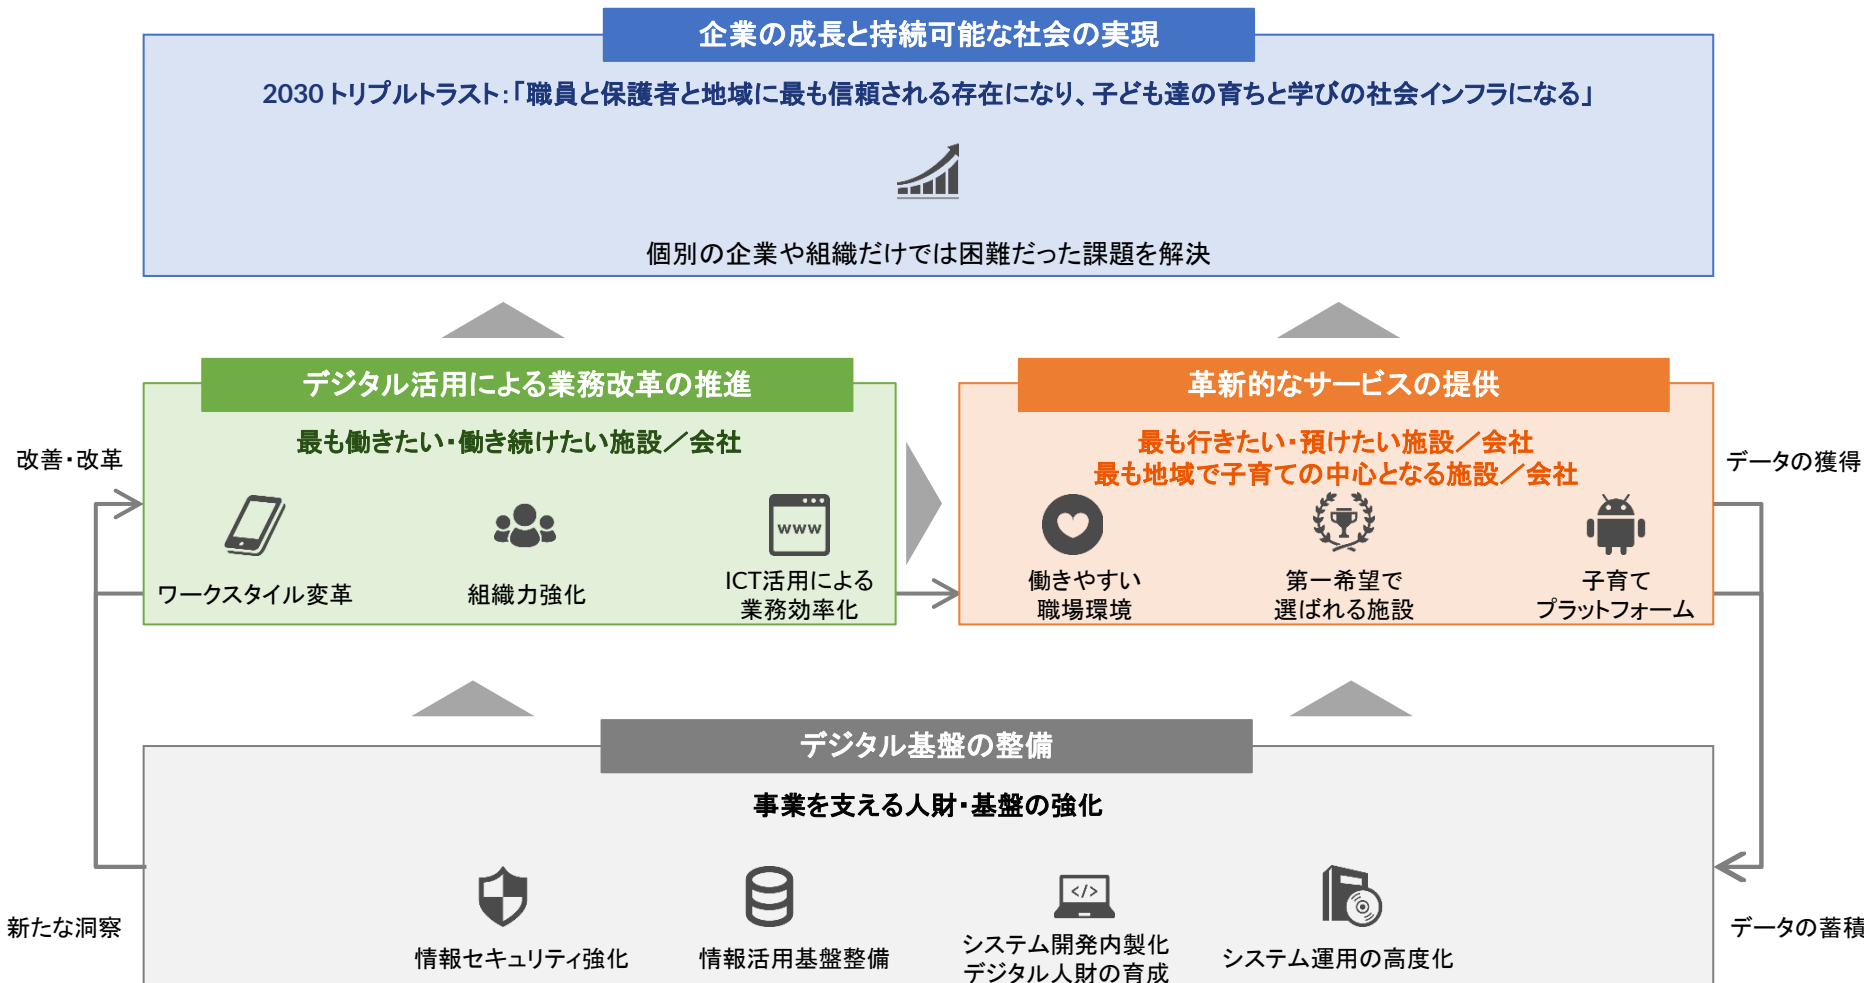 企業の成長と持続可能な社会の実現
2030トリプルトラスト：「職員と保護者と地域に最も信頼される存在になり、子ども達の育ちと学びの社会インフラになる」
個別の企業や組織だけでは困難だった課題を解決
デジタル活用による業務改革の推進
最も働きたい・働き続けたい施設／会社
ワークスタイル変革
組織力強化
WWW
ICT活用による
業務効率化
革新的なサービスの提供
最も行きたい・預けたい施設／会社
最も地域で子育ての中心となる施設／会社
働きやすい
職場環境
第一希望で
選ばれる施設
子育て
プラットフォーム
改善・改革
データの獲得
デジタル基盤の整備
事業を支える人財・基盤の強化
情報セキュリティ強化
情報活用基盤整備
</>
システム開発内製化
デジタル人財の育成
システム運用の高度化
新たな洞察
データの蓄積